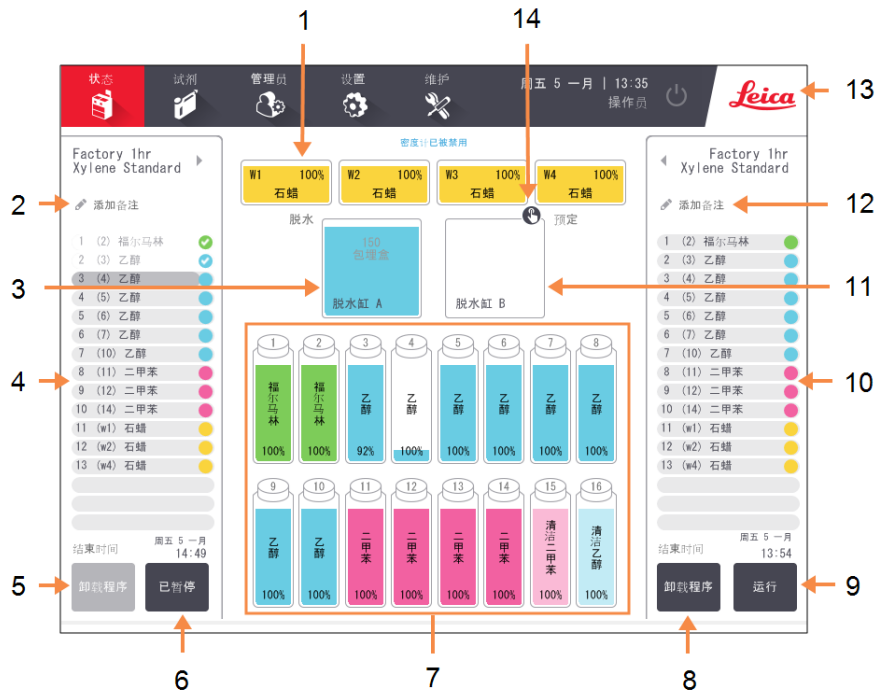 1
14
状态
试剂
管理员
设置
维护
周五 5 一月 | 13:35
操作员
Leica
13
密度计已被禁用
Factory 1hr
Xylene Standard
W1 100%
石蜡
W2 100%
石蜡
W3 100%
石蜡
W4 100%
石蜡
Factory 1hr
Xylene Standard
2
添加备注
添加备注
12
脱水
预定
150
包埋盒
脱水缸 A
脱水缸 B
3
11
1 (2) 福尔马林
2 (3) 乙醇
3 (4) 乙醇
4 (5) 乙醇
5 (6) 乙醇
6 (7) 乙醇
7 (10) 乙醇
8 (11) 二甲苯
9 (12) 二甲苯
10 (14) 二甲苯
11 (w1) 石蜡
12 (w2) 石蜡
13 (w4) 石蜡
4
1 (2) 福尔马林
2 (3) 乙醇
3 (4) 乙醇
4 (5) 乙醇
5 (6) 乙醇
6 (7) 乙醇
7 (10) 乙醇
8 (11) 二甲苯
9 (12) 二甲苯
10 (14) 二甲苯
11 (w1) 石蜡
12 (w2) 石蜡
13 (w4) 石蜡
10
1 2 3 4 5 6 7 8
福尔马林
福尔马林
乙醇
乙醇
乙醇
乙醇
乙醇
乙醇
100% 100% 92% 100% 100% 100% 100% 100%
9 10 11 12 13 14 15 16
乙醇
乙醇
二甲苯
二甲苯
二甲苯
二甲苯
清洁二甲苯
清洁乙醇
100% 100% 100% 100% 100% 100% 100% 100%
结束时间
周五 5 一月
14:49
结束时间
周五 5 一月
13:54
5
卸载程序
已暂停
卸载程序
运行
9
6
7
8